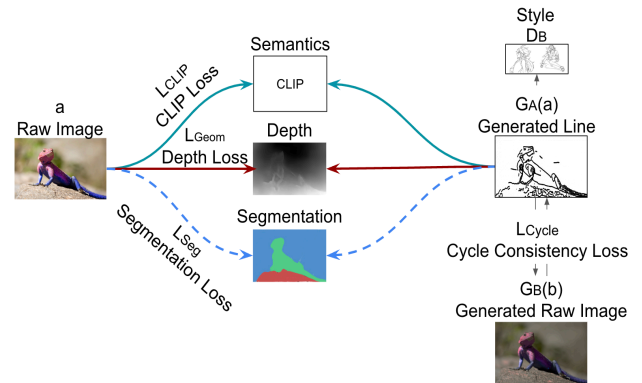 Style
DB
Semantics
CLIP
LCLIP
CLIP Loss
a
Raw Image
GA(a)
Generated Line
LGeom
Depth Loss
Depth
Segmentation
LSeg
Segmentation Loss
LCycle
Cycle Consistency Loss
GB(b)
Generated Raw Image